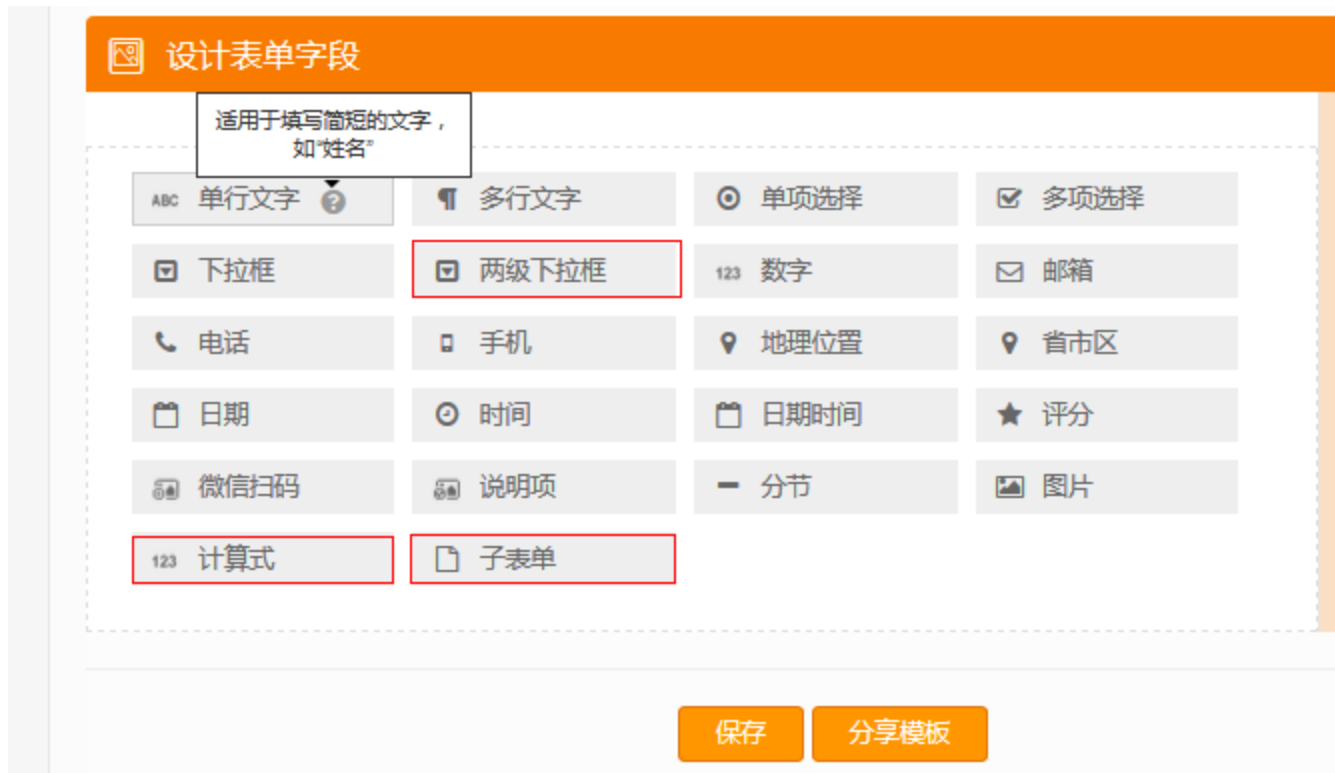 设计表单字段
适用于填写简短的文字，
如“姓名”
ABC 单行文字 ?
多行文字
单项选择
多项选择
下拉框
两级下拉框
123 数字
邮箱
电话
手机
地理位置
省市区
日期
时间
日期时间
评分
微信扫码
说明项
分节
图片
123 计算式
子表单
保存
分享模板